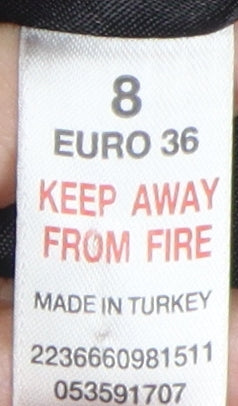 8
EURO 36
KEEP AWAY
FROM FIRE
MADE IN TURKEY
2236660981511
053591707